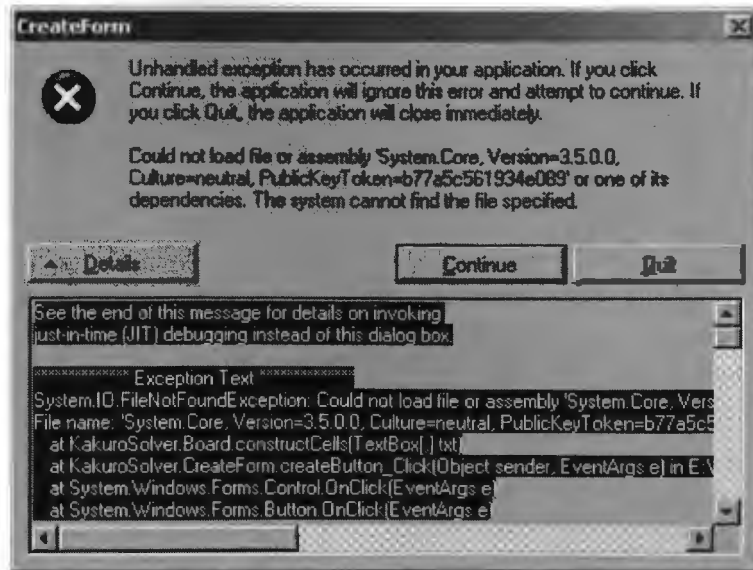 CreateForm
Unhandled exception has occurred in your application. If you click
Continue, the application will ignore this error and attempt to continue. If
you click Quit, the application will close immediately.
Could not load file or assembly 'System.Core, Version=3.5.0.0,
Culture=neutral, PublicKeyToken=b77a5c561934e089' or one of its
dependencies. The system cannot find the file specified.
Details
Continue
Quit
See the end of this message for details on invoking
just-in-time (JIT) debugging instead of this dialog box.
************** Exception Text **************
System.IO.FileNotFoundException: Could not load file or assembly 'System.Core, Vers
File name: 'System.Core, Version=3.5.0.0, Culture=neutral, PublicKeyToken=b77a5c5
at KakuroSolver.Board.constructCells(TextBox[,] txt)
at KakuroSolver.CreateForm.createButton_Click(Object sender, EventArgs e) in E:\
at System.Windows.Forms.Control.OnClick(EventArgs e)
at System.Windows.Forms.Button.OnClick(EventArgs e)